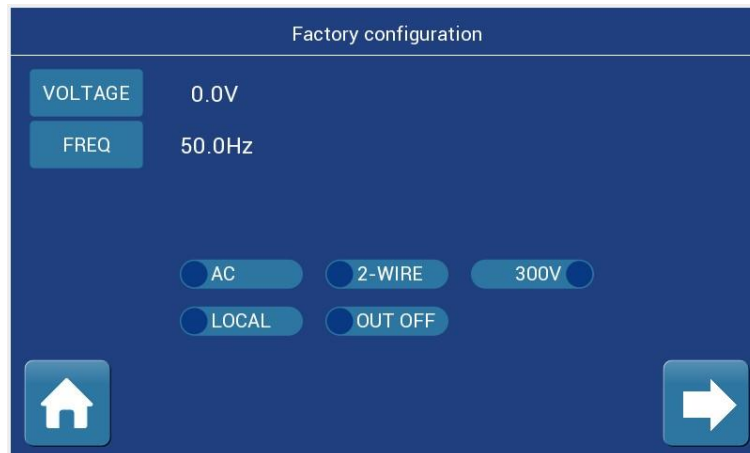 Factory configuration
VOLTAGE 0.0V
FREQ 50.0Hz
AC 2-WIRE 300V
LOCAL OUT OFF